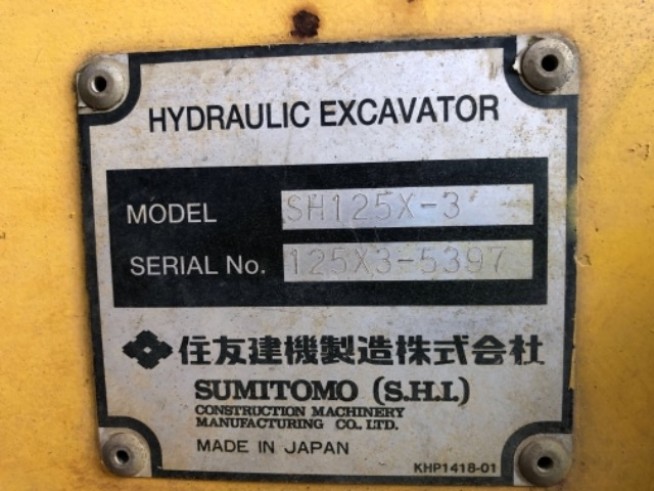 HYDRAULIC EXCAVATOR
MODEL SH125X-3
SERIAL No. 125X3-5397
住友建機製造株式会社
SUMITOMO (S.H.I.)
CONSTRUCTION MACHINERY
MANUFACTURING CO., LTD.
MADE IN JAPAN
KHP1418-01